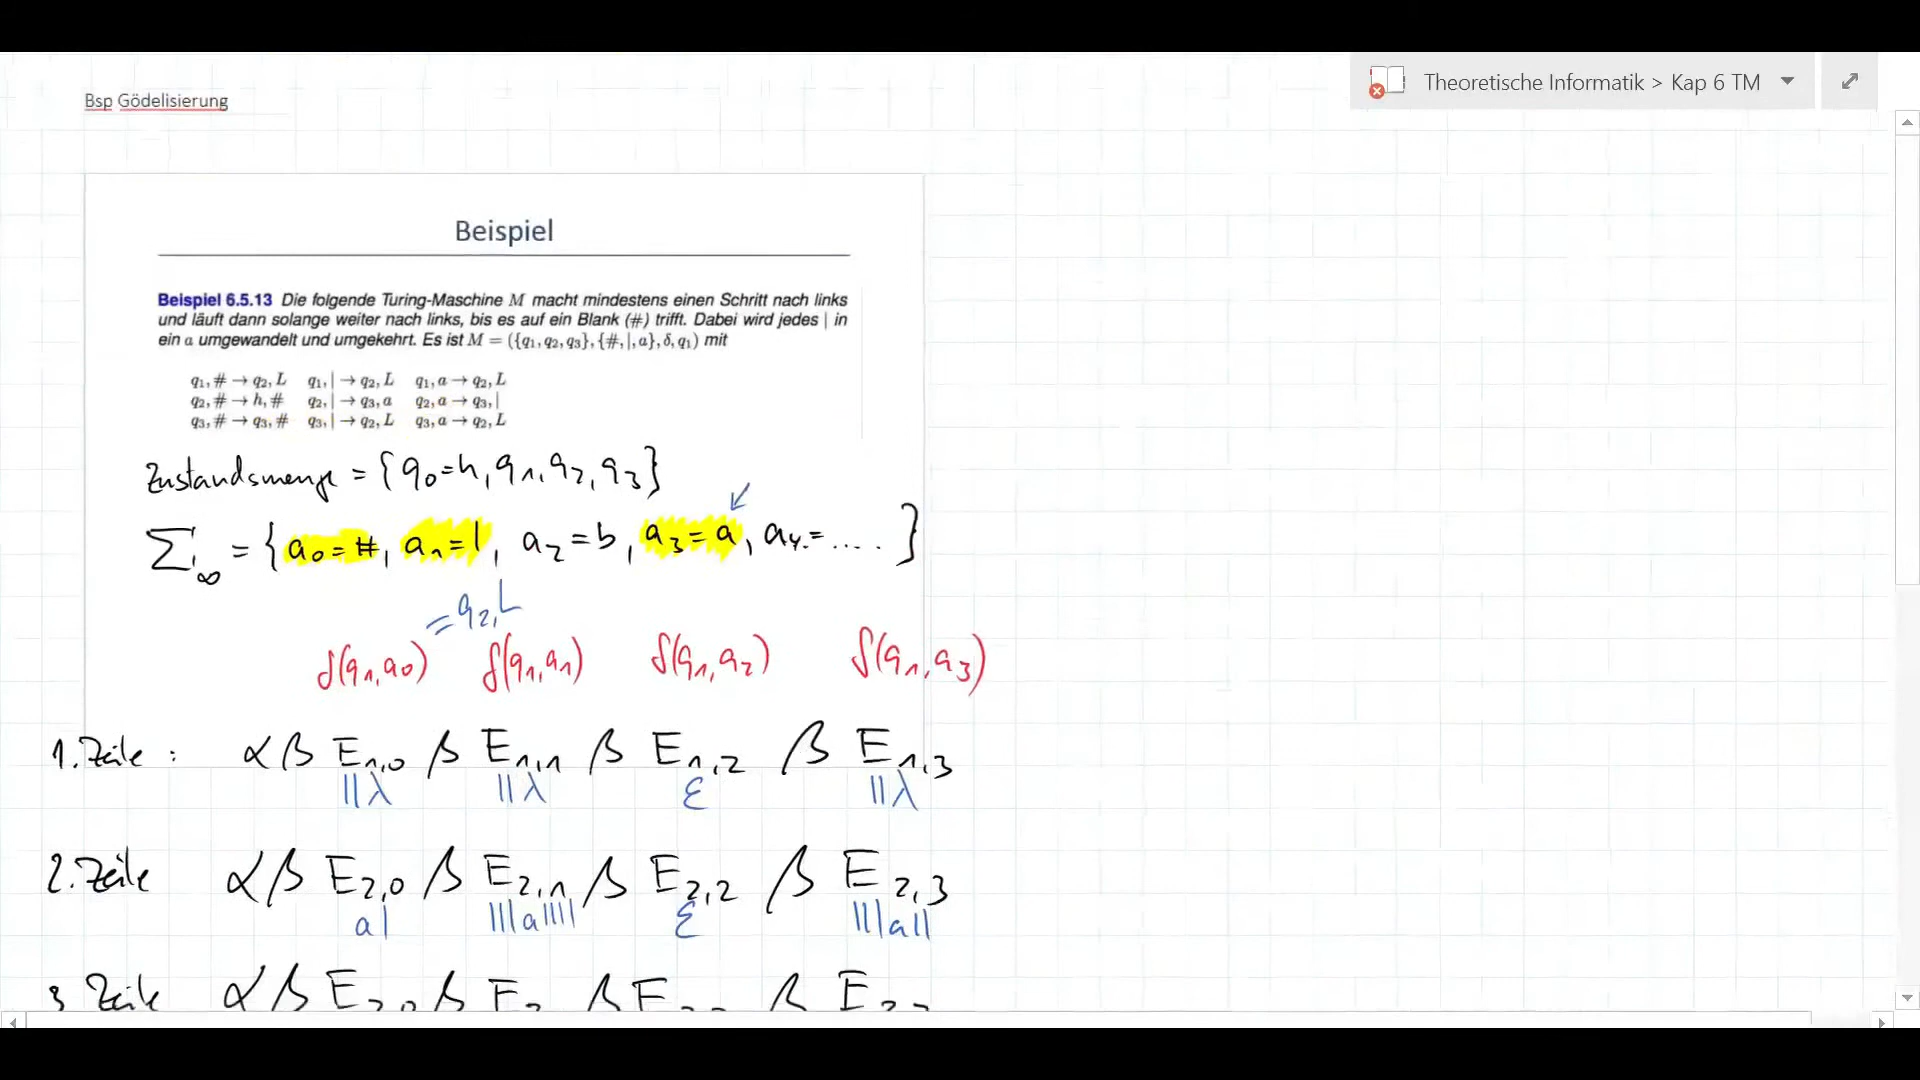 Theoretische Informatik > Kap 6 TM
Bsp Gödelisierung
Beispiel
Beispiel 6.5.13 Die folgende Turing-Maschine M macht mindestens einen Schritt nach links
und läuft dann solange weiter nach links, bis es auf ein Blank (#) trifft. Dabei wird jedes | in
ein a umgewandelt und umgekehrt. Es ist M = ({q₁, q₂, q₃}, {#, |, a}, δ, q₁) mit
q₁, # → q₂, L q₁, | → q₂, L q₁, a → q₂, L
q₂, # → h, # q₂, | → q₃, a q₂, a → q₃, |
q₃, # → q₃, # q₃, | → q₂, L q₃, a → q₂, L
Zustandsmenge = {q₀=h, q₁, q₂, q₃}
Σ∞ = {a₀=#, a₁=|, a₂=b, a₃=a, a₄=....}
= q₂, L
δ(q₁,a₀) δ(q₁,a₁) δ(q₁,a₂) δ(q₁,a₃)
1. Zeile : α β E₁,₀ β E₁,₁ β E₁,₂ β E₁,₃
||λ ||λ ε ||λ
2. Zeile α β E₂,₀ β E₂,₁ β E₂,₂ β E₂,₃
a| |||a|||| ε |||a||
3 Zeile α β E₃,₀ β E₃ β E β E